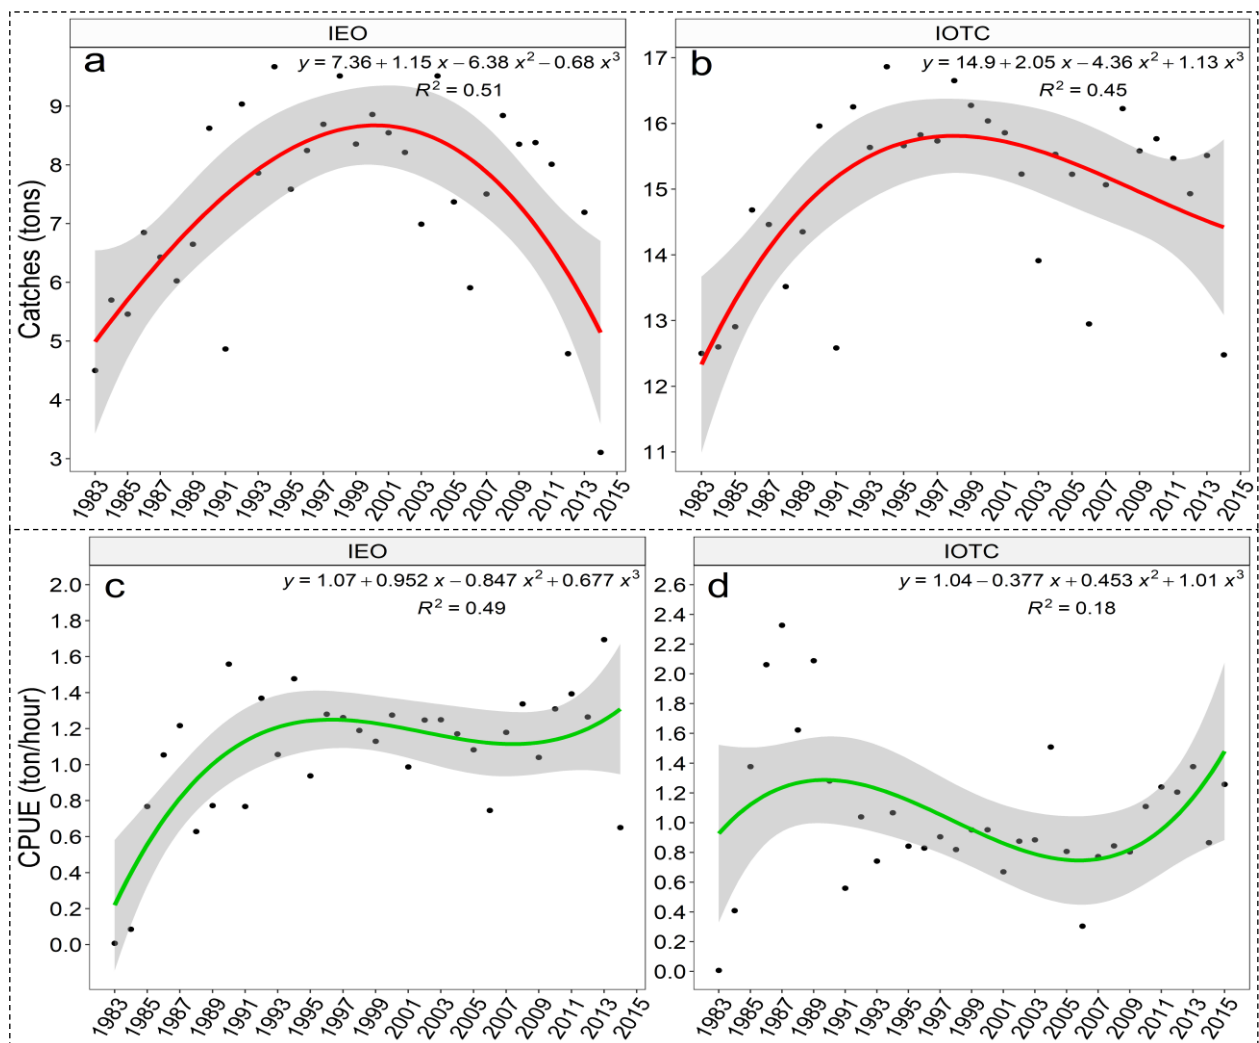 IEO
a
y = 7.36 + 1.15 x − 6.38 x² − 0.68 x³
R² = 0.51
Catches (tons)
9
8
7
6
5
4
3
1983 1985 1987 1989 1991 1993 1995 1997 1999 2001 2003 2005 2007 2009 2011 2013 2015
IOTC
b
y = 14.9 + 2.05 x − 4.36 x² + 1.13 x³
R² = 0.45
17
16
15
14
13
12
11
1983 1985 1987 1989 1991 1993 1995 1997 1999 2001 2003 2005 2007 2009 2011 2013 2015
IEO
c
y = 1.07 + 0.952 x − 0.847 x² + 0.677 x³
R² = 0.49
CPUE (ton/hour)
2.0
1.8
1.6
1.4
1.2
1.0
0.8
0.6
0.4
0.2
0.0
1983 1985 1987 1989 1991 1993 1995 1997 1999 2001 2003 2005 2007 2009 2011 2013 2015
IOTC
d
y = 1.04 − 0.377 x + 0.453 x² + 1.01 x³
R² = 0.18
2.6
2.4
2.2
2.0
1.8
1.6
1.4
1.2
1.0
0.8
0.6
0.4
0.2
0.0
1983 1985 1987 1989 1991 1993 1995 1997 1999 2001 2003 2005 2007 2009 2011 2013 2015